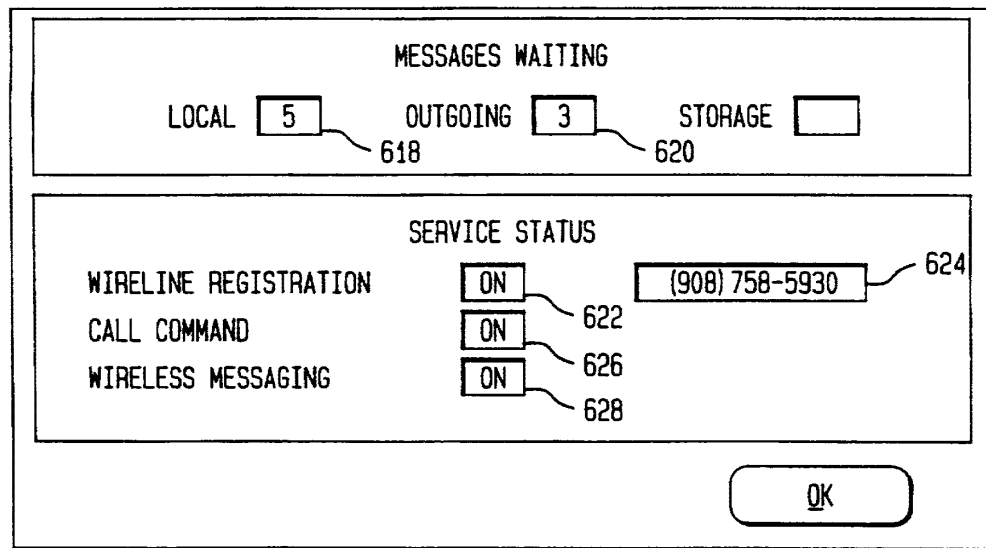 MESSAGES WAITING
LOCAL 5 OUTGOING 3 STORAGE
618 620
SERVICE STATUS
WIRELINE REGISTRATION ON (908) 758-5930 624
622
CALL COMMAND ON
626
WIRELESS MESSAGING ON
628
OK